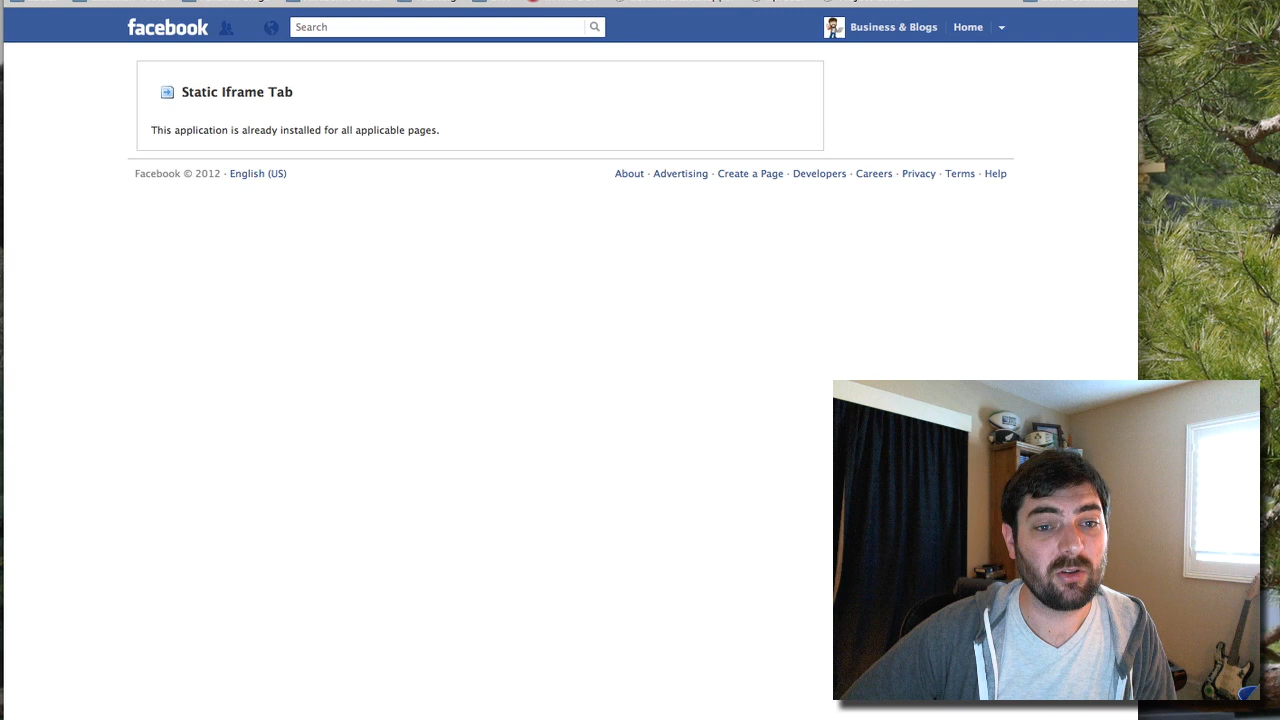 facebook
Search
Business & Blogs
Home
Static Iframe Tab
This application is already installed for all applicable pages.
Facebook © 2012 · English (US)
About · Advertising · Create a Page · Developers · Careers · Privacy · Terms · Help